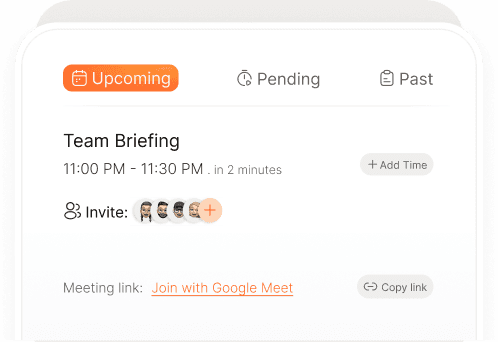 Upcoming Pending Past
Team Briefing
11:00 PM - 11:30 PM . in 2 minutes
+ Add Time
Invite: +
Meeting link: Join with Google Meet Copy link